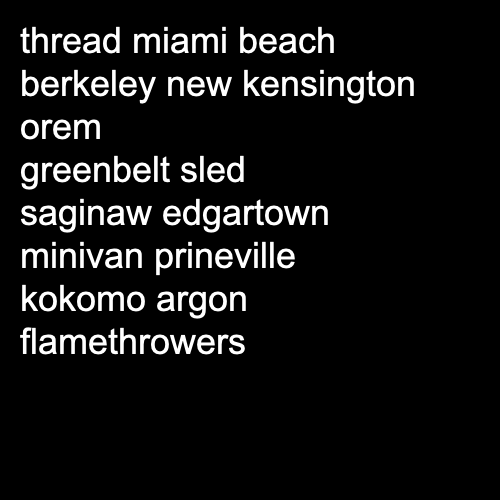 thread miami beach
berkeley new kensington
orem
greenbelt sled
saginaw edgartown
minivan prineville
kokomo argon
flamethrowers